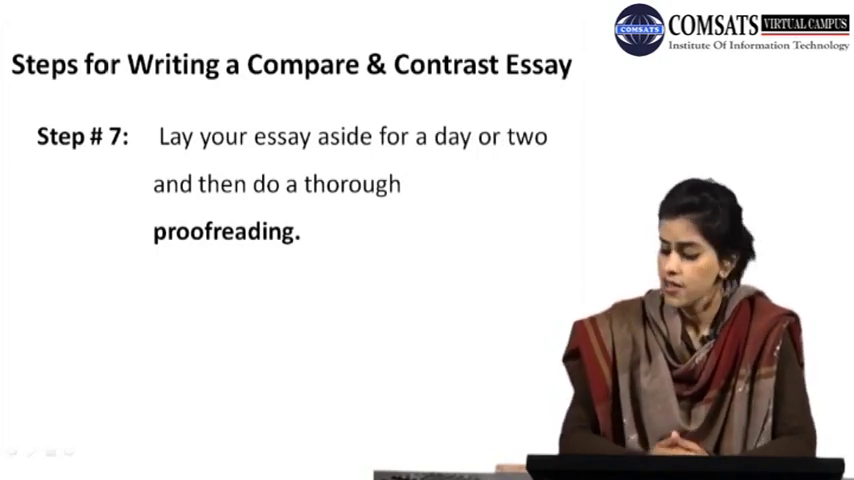 COMSATS VIRTUAL CAMPUS
COMSATS
Institute Of Information Technology
Steps for Writing a Compare & Contrast Essay
Step # 7: Lay your essay aside for a day or two
and then do a thorough
proofreading.